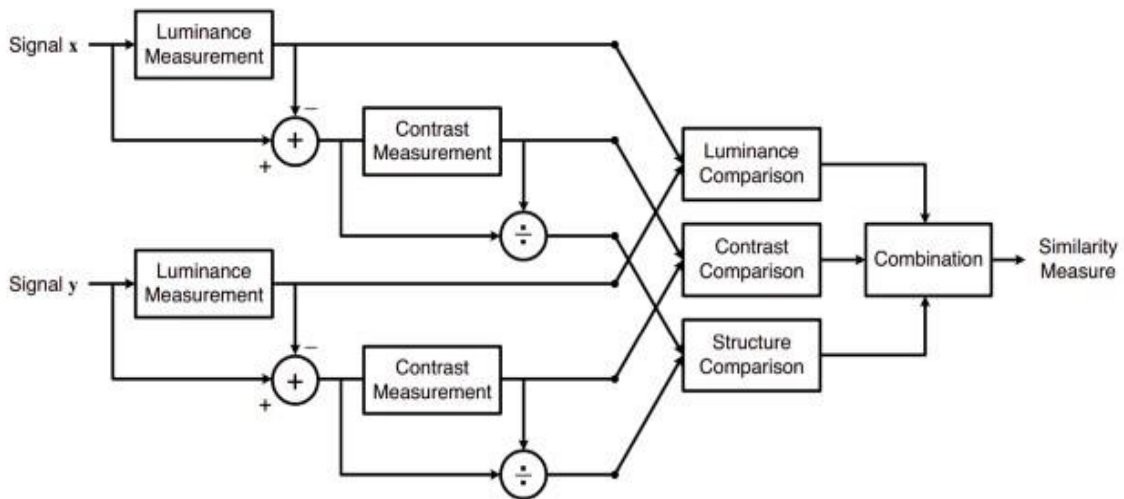 Signal x
Luminance
Measurement
−
+
+
Contrast
Measurement
÷
Luminance
Comparison
Signal y
Luminance
Measurement
Contrast
Comparison
Combination
Similarity
Measure
−
+
+
Contrast
Measurement
÷
Structure
Comparison